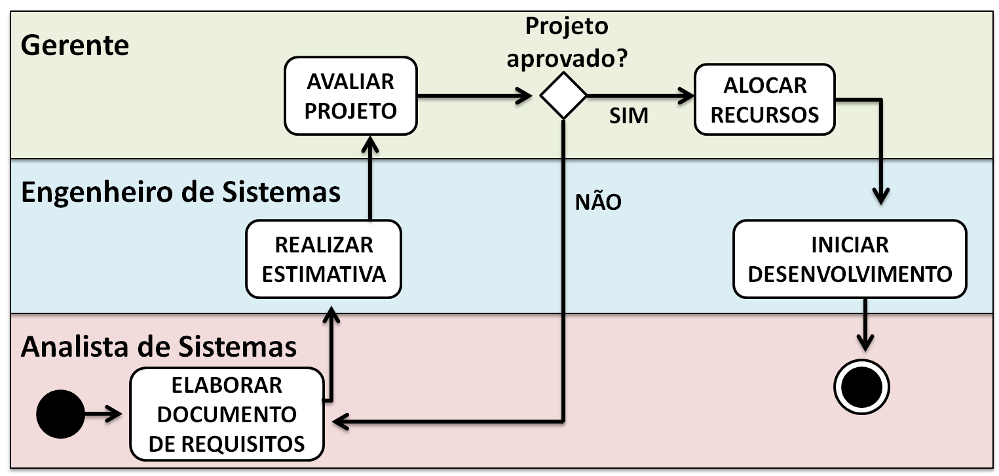 Gerente
AVALIAR
PROJETO
Projeto
aprovado?
SIM
ALOCAR
RECURSOS
Engenheiro de Sistemas
NÃO
REALIZAR
ESTIMATIVA
INICIAR
DESENVOLVIMENTO
Analista de Sistemas
ELABORAR
DOCUMENTO
DE REQUISITOS